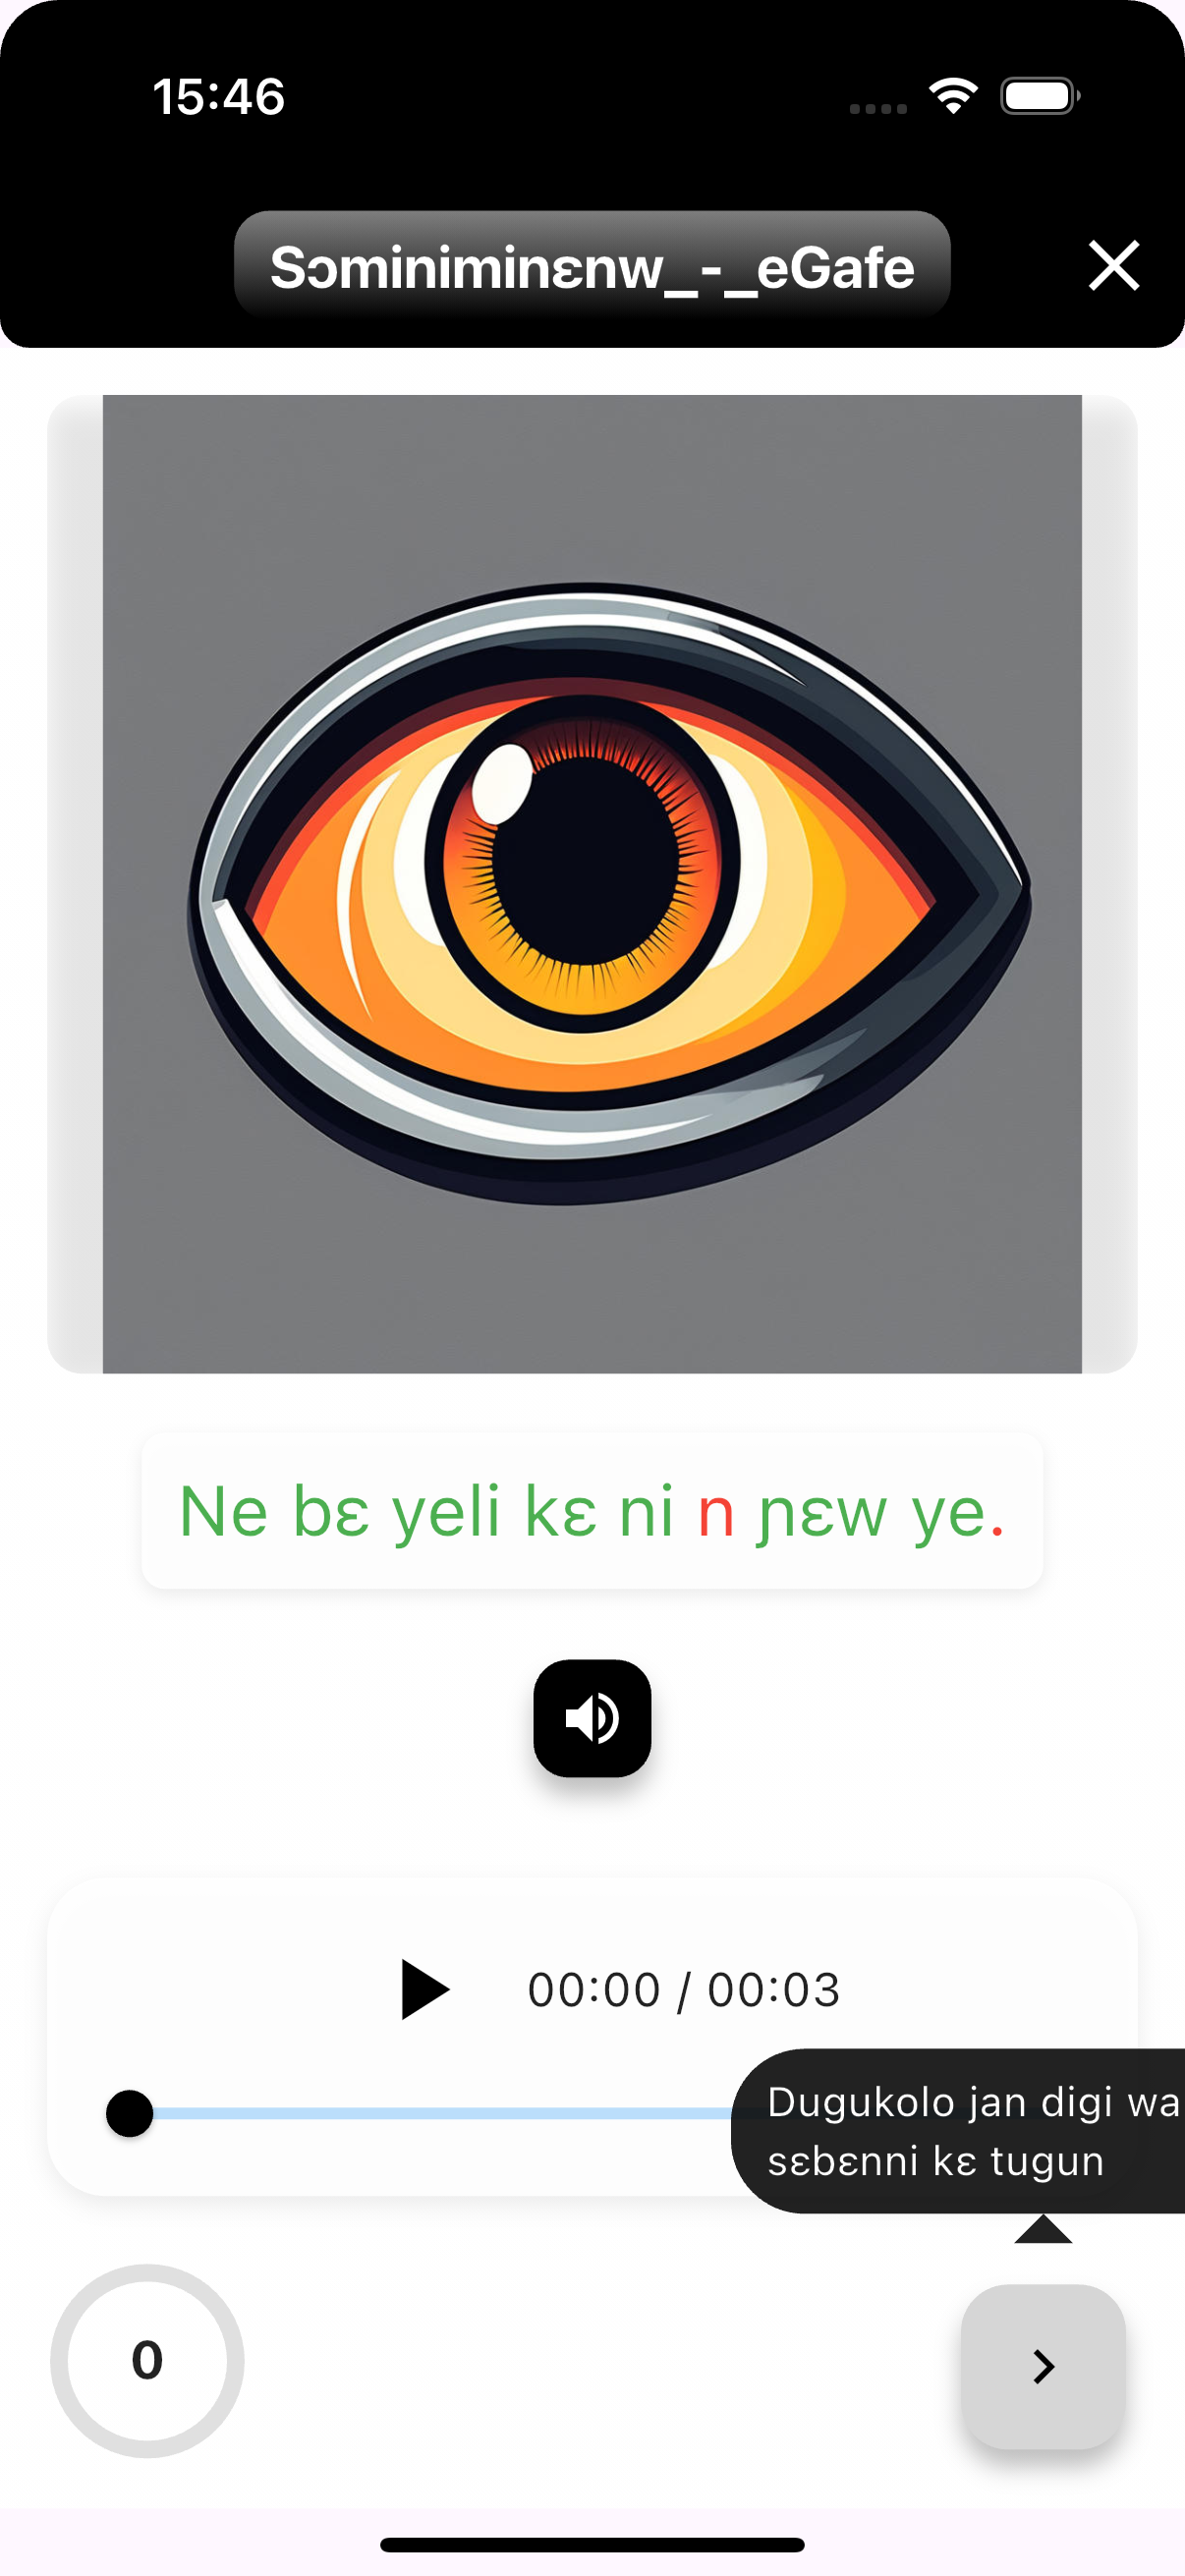 15:46
Sɔminiminɛnw_-_eGafe
Ne bɛ yeli kɛ ni n ɲɛw ye.
00:00 / 00:03
Dugukolo jan digi wa
sɛbɛnni kɛ tugun
0